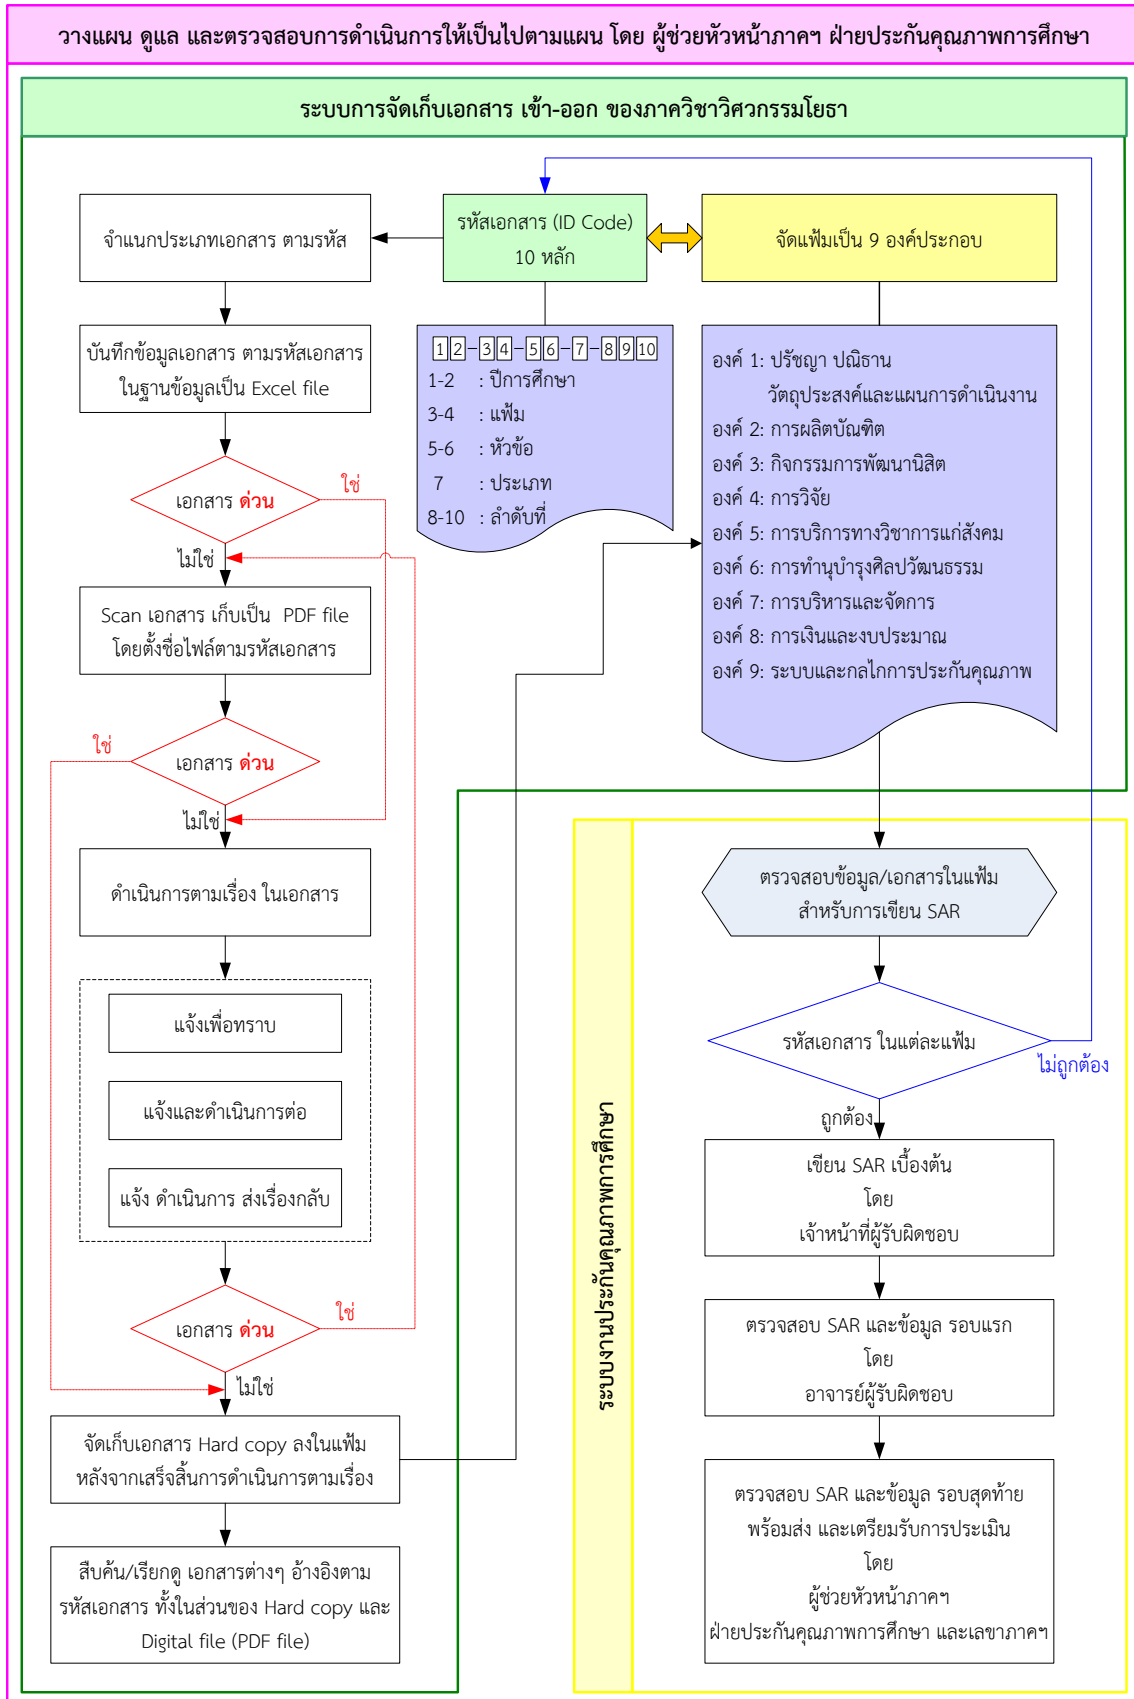 วางแผน ดูแล และตรวจสอบการดำเนินการให้เป็นไปตามแผน โดย ผู้ช่วยหัวหน้าภาคฯ ฝ่ายประกันคุณภาพการศึกษา
ระบบการจัดเก็บเอกสาร เข้า-ออก ของภาควิชาวิศวกรรมโยธา
จำแนกประเภทเอกสาร ตามรหัส
รหัสเอกสาร (ID Code)
10 หลัก
จัดแฟ้มเป็น 9 องค์ประกอบ
บันทึกข้อมูลเอกสาร ตามรหัสเอกสาร
ในฐานข้อมูลเป็น Excel file
1 2 - 3 4 - 5 6 - 7 - 8 9 10
1-2 : ปีการศึกษา
3-4 : แฟ้ม
5-6 : หัวข้อ
7 : ประเภท
8-10 : ลำดับที่
องค์ 1: ปรัชญา ปณิธาน
วัตถุประสงค์และแผนการดำเนินงาน
องค์ 2: การผลิตบัณฑิต
องค์ 3: กิจกรรมการพัฒนานิสิต
องค์ 4: การวิจัย
องค์ 5: การบริการทางวิชาการแก่สังคม
องค์ 6: การทำนุบำรุงศิลปวัฒนธรรม
องค์ 7: การบริหารและจัดการ
องค์ 8: การเงินและงบประมาณ
องค์ 9: ระบบและกลไกการประกันคุณภาพ
เอกสาร ด่วน
ใช่
ไม่ใช่
Scan เอกสาร เก็บเป็น PDF file
โดยตั้งชื่อไฟล์ตามรหัสเอกสาร
ใช่
เอกสาร ด่วน
ไม่ใช่
ดำเนินการตามเรื่อง ในเอกสาร
แจ้งเพื่อทราบ
แจ้งและดำเนินการต่อ
แจ้ง ดำเนินการ ส่งเรื่องกลับ
เอกสาร ด่วน
ใช่
ไม่ใช่
จัดเก็บเอกสาร Hard copy ลงในแฟ้ม
หลังจากเสร็จสิ้นการดำเนินการตามเรื่อง
สืบค้น/เรียกดู เอกสารต่างๆ อ้างอิงตาม
รหัสเอกสาร ทั้งในส่วนของ Hard copy และ
Digital file (PDF file)
ระบบงานประกันคุณภาพการศึกษา
ตรวจสอบข้อมูล/เอกสารในแฟ้ม
สำหรับการเขียน SAR
รหัสเอกสาร ในแต่ละแฟ้ม
ไม่ถูกต้อง
ถูกต้อง
เขียน SAR เบื้องต้น
โดย
เจ้าหน้าที่ผู้รับผิดชอบ
ตรวจสอบ SAR และข้อมูล รอบแรก
โดย
อาจารย์ผู้รับผิดชอบ
ตรวจสอบ SAR และข้อมูล รอบสุดท้าย
พร้อมส่ง และเตรียมรับการประเมิน
โดย
ผู้ช่วยหัวหน้าภาคฯ
ฝ่ายประกันคุณภาพการศึกษา และเลขาภาคฯ